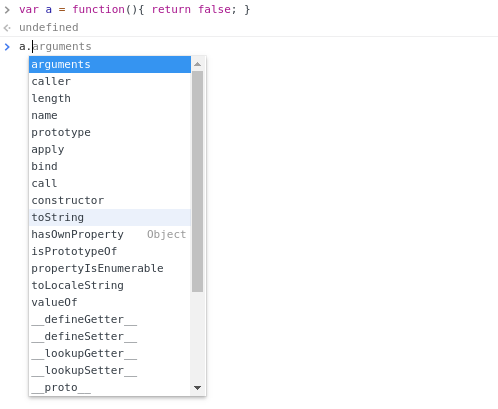 var a = function(){ return false; }
undefined
a.arguments
arguments
caller
length
name
prototype
apply
bind
call
constructor
toString
hasOwnProperty Object
isPrototypeOf
propertyIsEnumerable
toLocaleString
valueOf
__defineGetter__
__defineSetter__
__lookupGetter__
__lookupSetter__
__proto__